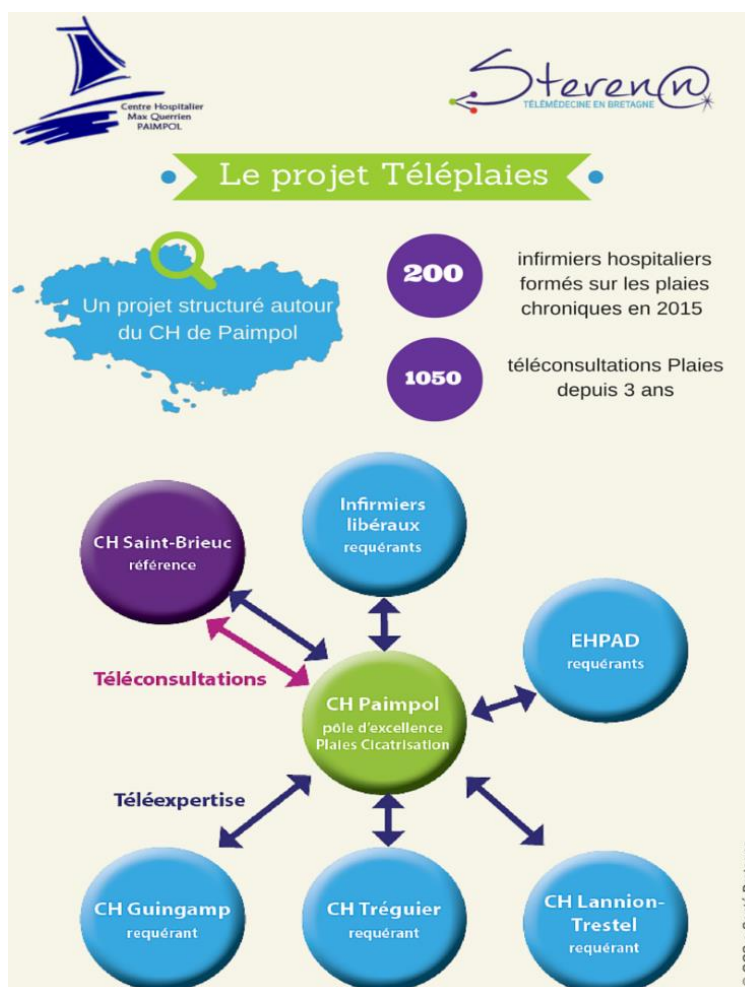 Centre Hospitalier
Max Querrien
PAIMPOL
Steren@
TÉLÉMÉDECINE EN BRETAGNE
Le projet Téléplaies
Un projet structuré autour
du CH de Paimpol
200
infirmiers hospitaliers
formés sur les plaies
chroniques en 2015
1050
téléconsultations Plaies
depuis 3 ans
CH Saint-Brieuc
référence
Infirmiers
libéraux
requérants
EHPAD
requérants
Téléconsultations
CH Paimpol
pôle d'excellence
Plaies Cicatrisation
Téléexpertise
CH Guingamp
requérant
CH Tréguier
requérant
CH Lannion-
Trestel
requérant